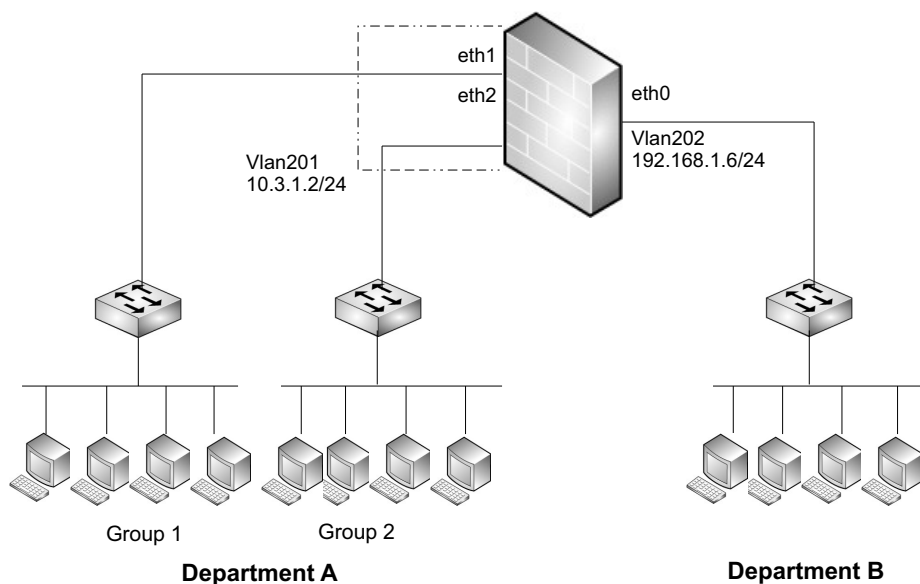 eth1
eth2
eth0
Vlan201
10.3.1.2/24
Vlan202
192.168.1.6/24
Group 1
Group 2
Department A
Department B